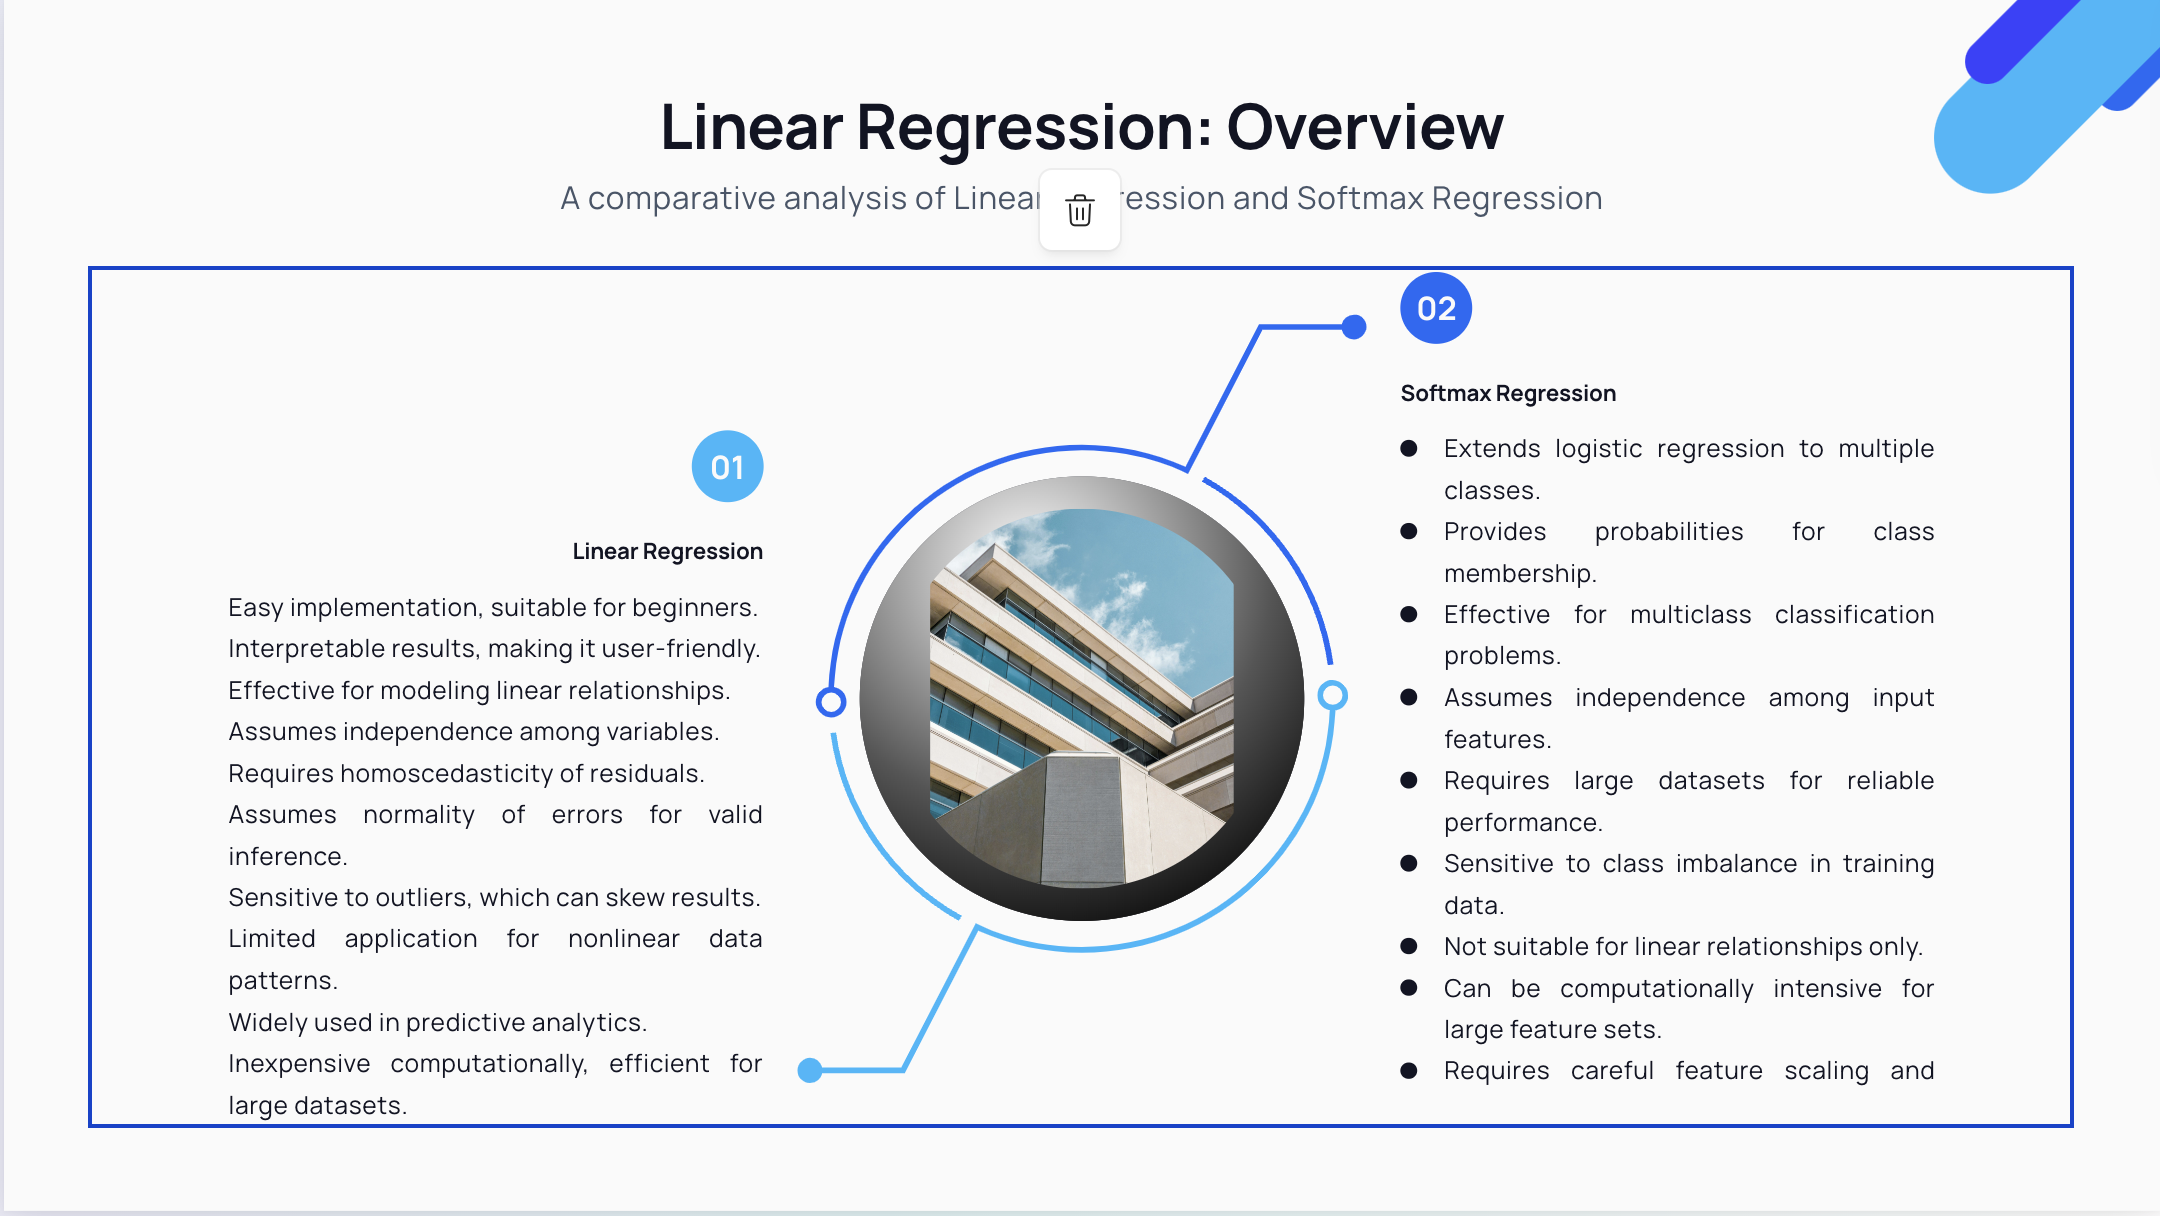 Linear Regression: Overview
A comparative analysis of Linear ression and Softmax Regression
01
Linear Regression
Easy implementation, suitable for beginners.
Interpretable results, making it user-friendly.
Effective for modeling linear relationships.
Assumes independence among variables.
Requires homoscedasticity of residuals.
Assumes normality of errors for valid
inference.
Sensitive to outliers, which can skew results.
Limited application for nonlinear data
patterns.
Widely used in predictive analytics.
Inexpensive computationally, efficient for
large datasets.
02
Softmax Regression
Extends logistic regression to multiple
classes.
Provides probabilities for class
membership.
Effective for multiclass classification
problems.
Assumes independence among input
features.
Requires large datasets for reliable
performance.
Sensitive to class imbalance in training
data.
Not suitable for linear relationships only.
Can be computationally intensive for
large feature sets.
Requires careful feature scaling and